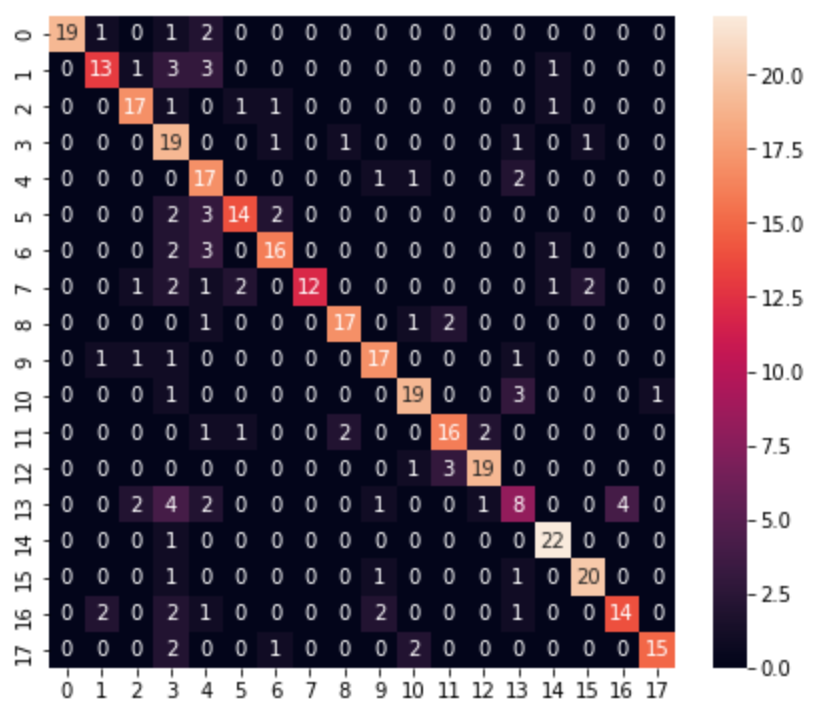 0 19 1 0 1 2 0 0 0 0 0 0 0 0 0 0 0 0 0
1 0 13 1 3 3 0 0 0 0 0 0 0 0 0 1 0 0 0
2 0 0 17 1 0 1 1 0 0 0 0 0 0 0 1 0 0 0
3 0 0 0 19 0 0 1 0 1 0 0 0 0 1 0 1 0 0
4 0 0 0 0 17 0 0 0 0 1 1 0 0 2 0 0 0 0
5 0 0 0 2 3 14 2 0 0 0 0 0 0 0 0 0 0 0
6 0 0 0 2 3 0 16 0 0 0 0 0 0 0 1 0 0 0
7 0 0 1 2 1 2 0 12 0 0 0 0 0 0 1 2 0 0
8 0 0 0 0 1 0 0 0 17 0 1 2 0 0 0 0 0 0
9 0 1 1 1 0 0 0 0 0 17 0 0 0 1 0 0 0 0
10 0 0 0 1 0 0 0 0 0 0 19 0 0 3 0 0 0 1
11 0 0 0 0 1 1 0 0 2 0 0 16 2 0 0 0 0 0
12 0 0 0 0 0 0 0 0 0 0 1 3 19 0 0 0 0 0
13 0 0 2 4 2 0 0 0 0 1 0 0 1 8 0 0 4 0
14 0 0 0 1 0 0 0 0 0 0 0 0 0 0 22 0 0 0
15 0 0 0 1 0 0 0 0 0 1 0 0 0 1 0 20 0 0
16 0 2 0 2 1 0 0 0 0 2 0 0 0 1 0 0 14 0
17 0 0 0 2 0 0 1 0 0 0 2 0 0 0 0 0 0 15
0 1 2 3 4 5 6 7 8 9 10 11 12 13 14 15 16 17
20.0
17.5
15.0
12.5
10.0
7.5
5.0
2.5
0.0